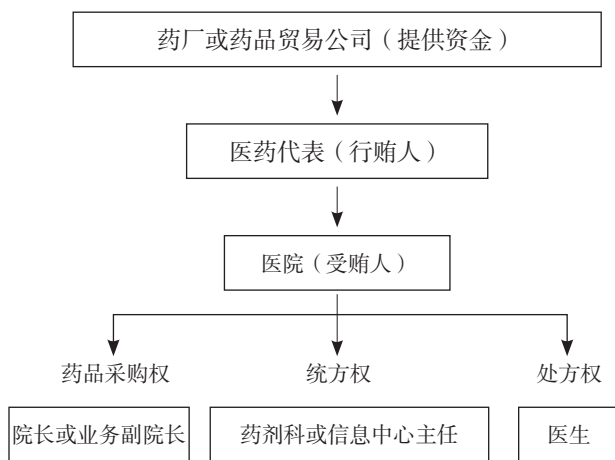 药厂或药品贸易公司（提供资金）
医药代表（行贿人）
医院（受贿人）
药品采购权
统方权
处方权
院长或业务副院长
药剂科或信息中心主任
医生